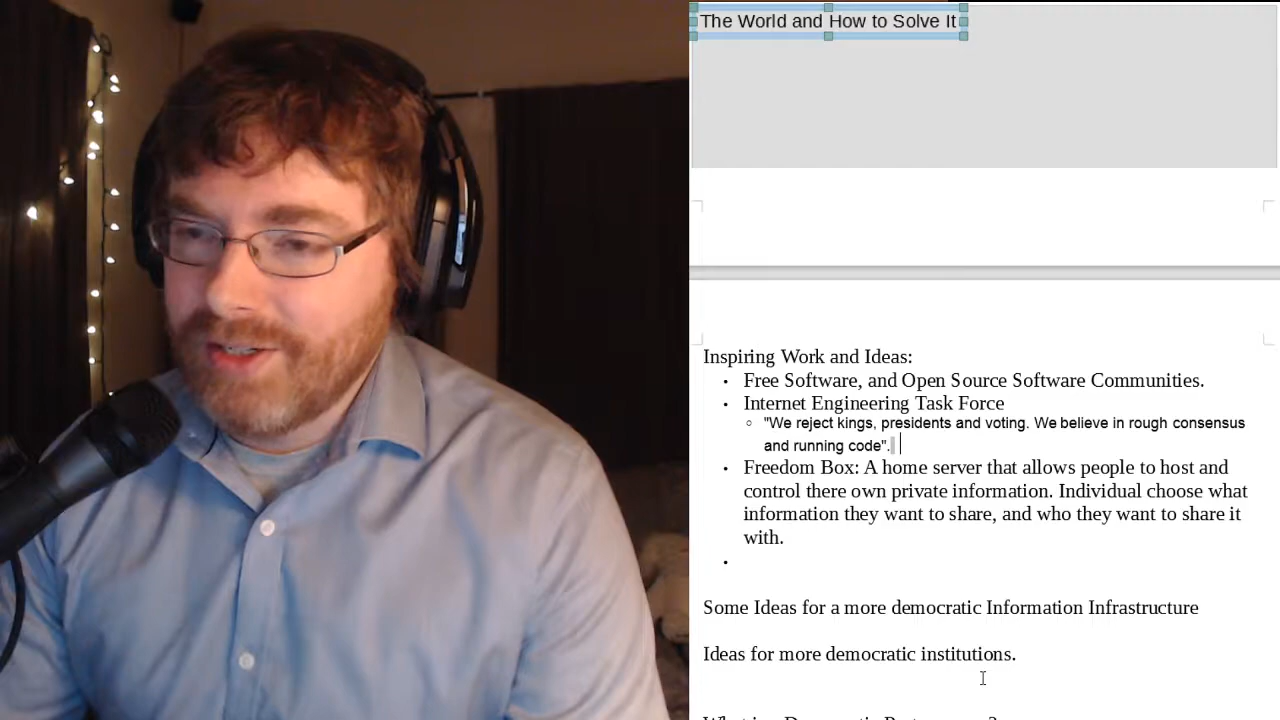 The World and How to Solve It
Inspiring Work and Ideas:
• Free Software, and Open Source Software Communities.
• Internet Engineering Task Force
◦ "We reject kings, presidents and voting. We believe in rough consensus
and running code".
• Freedom Box: A home server that allows people to host and
control there own private information. Individual choose what
information they want to share, and who they want to share it
with.
•
Some Ideas for a more democratic Information Infrastructure
Ideas for more democratic institutions.